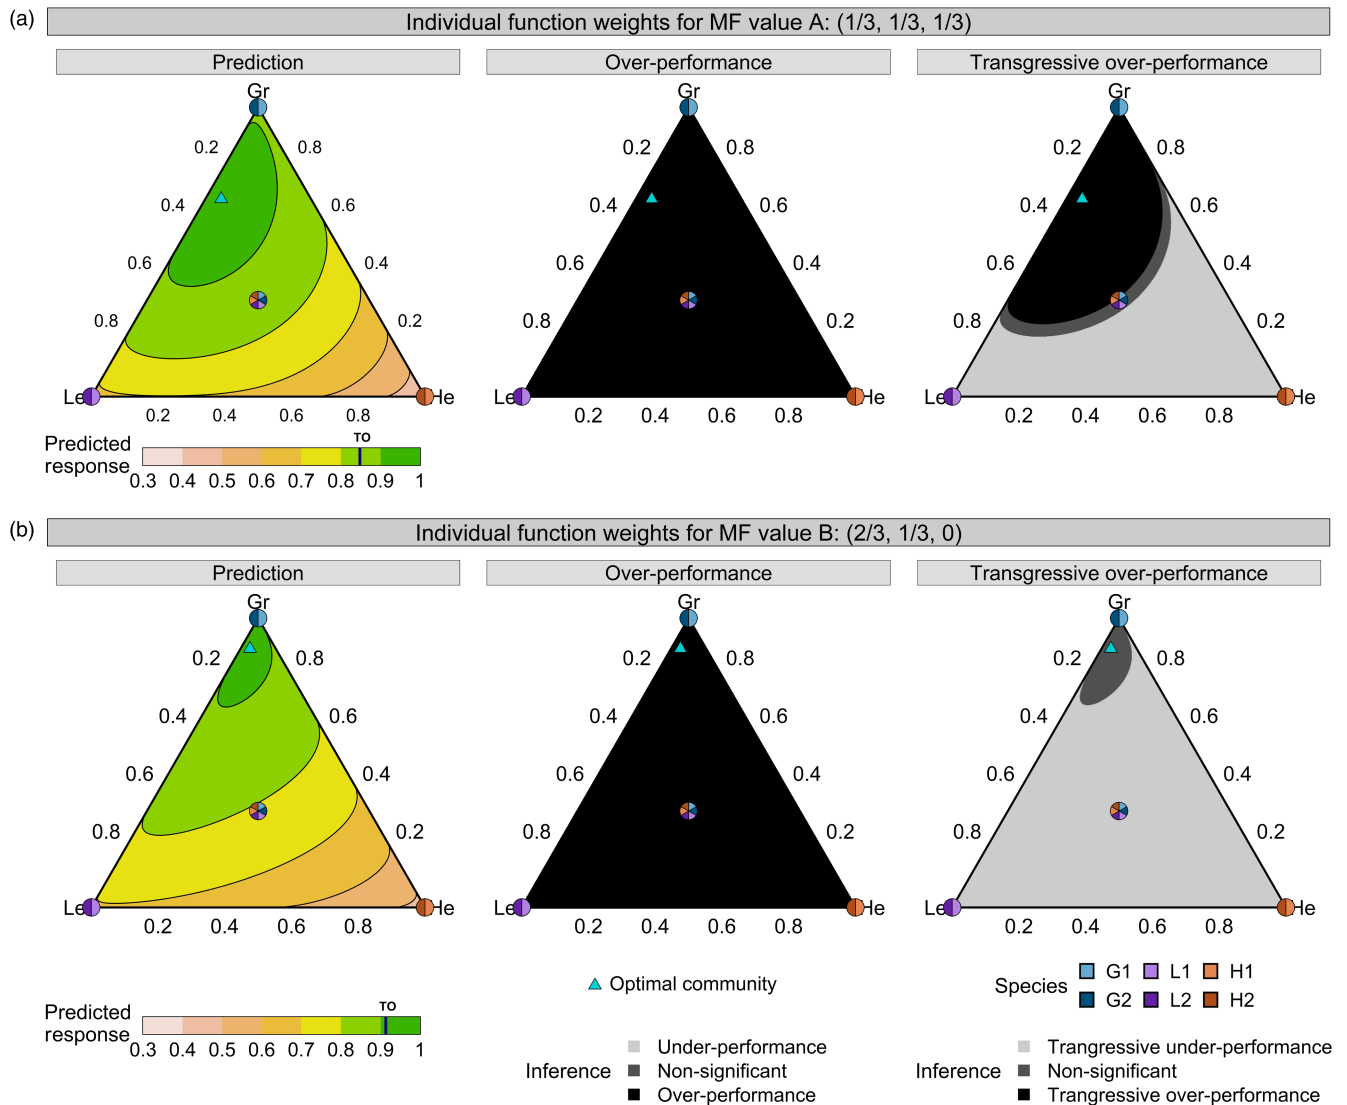 (a)
Individual function weights for MF value A: (1/3, 1/3, 1/3)
Prediction
Over-performance
Transgressive over-performance
Gr
Gr
Gr
0.2 0.8
0.2 0.8
0.2 0.8
0.4 0.6
0.4 0.6
0.4 0.6
0.6 0.4
0.6 0.4
0.6 0.4
0.8 0.2
0.8 0.2
0.8 0.2
Le He
Le He
Le He
0.2 0.4 0.6 0.8
0.2 0.4 0.6 0.8
0.2 0.4 0.6 0.8
TO
Predicted
response
0.3 0.4 0.5 0.6 0.7 0.8 0.9 1
(b)
Individual function weights for MF value B: (2/3, 1/3, 0)
Prediction
Over-performance
Transgressive over-performance
Gr
Gr
Gr
0.2 0.8
0.2 0.8
0.2 0.8
0.4 0.6
0.4 0.6
0.4 0.6
0.6 0.4
0.6 0.4
0.6 0.4
0.8 0.2
0.8 0.2
0.8 0.2
Le He
Le He
Le He
0.2 0.4 0.6 0.8
0.2 0.4 0.6 0.8
0.2 0.4 0.6 0.8
TO
Predicted
response
0.3 0.4 0.5 0.6 0.7 0.8 0.9 1
Optimal community
Species
G1 L1 H1
G2 L2 H2
Inference
Under-performance
Non-significant
Over-performance
Inference
Trangressive under-performance
Non-significant
Trangressive over-performance